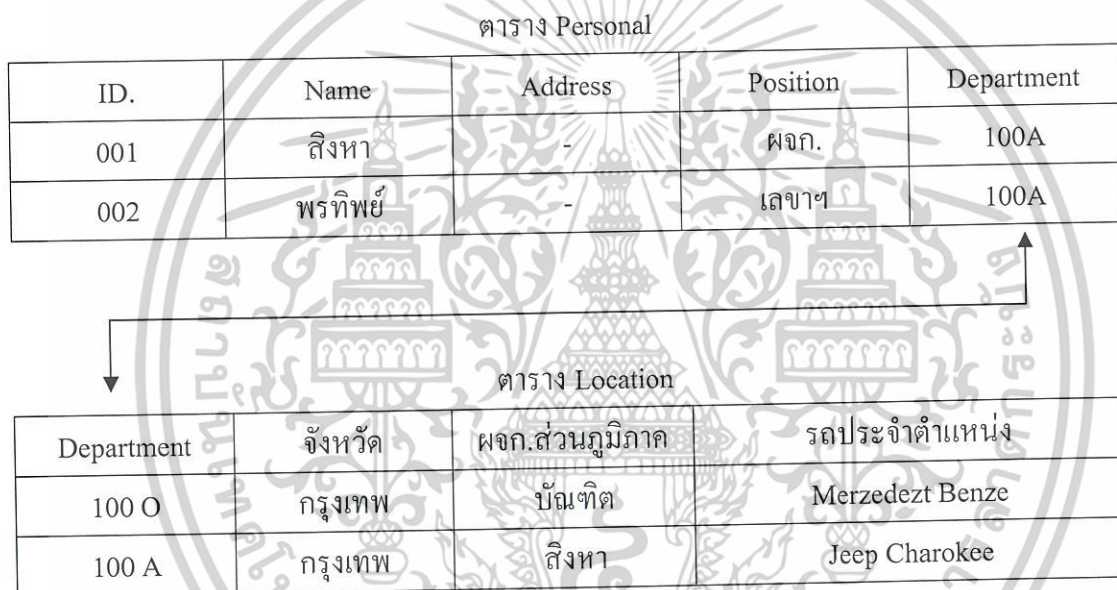 ตาราง Personal
ID. Name Address Position Department
001 สิงหา - ผจก. 100A
002 พรทิพย์ - เลขาฯ 100A
ตาราง Location
Department จังหวัด ผจก.ส่วนภูมิภาค รถประจำตำแหน่ง
100 O กรุงเทพ บัณฑิต Merzedezt Benze
100 A กรุงเทพ สิงหา Jeep Charokee